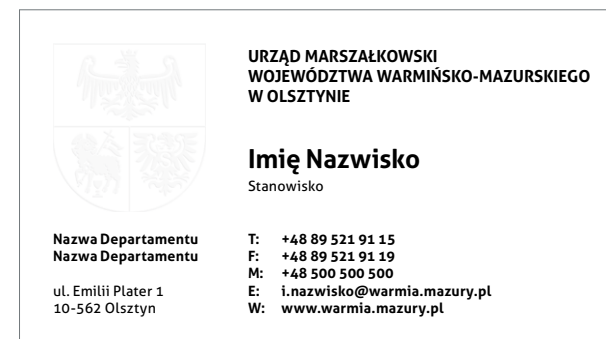 URZĄD MARSZAŁKOWSKI
WOJEWÓDZTWA WARMIŃSKO-MAZURSKIEGO
W OLSZTYNIE
Imię Nazwisko
Stanowisko
Nazwa Departamentu
Nazwa Departamentu
ul. Emilii Plater 1
10-562 Olsztyn
T: +48 89 521 91 15
F: +48 89 521 91 19
M: +48 500 500 500
E: i.nazwisko@warmia.mazury.pl
W: www.warmia.mazury.pl